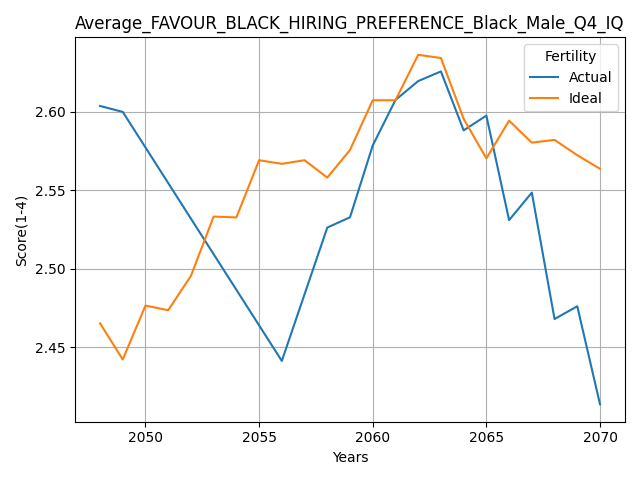 Average_FAVOUR_BLACK_HIRING_PREFERENCE_Black_Male_Q4_IQ
Fertility
Actual
Ideal
Score(1-4)
2.60
2.55
2.50
2.45
2050 2055 2060 2065 2070
Years